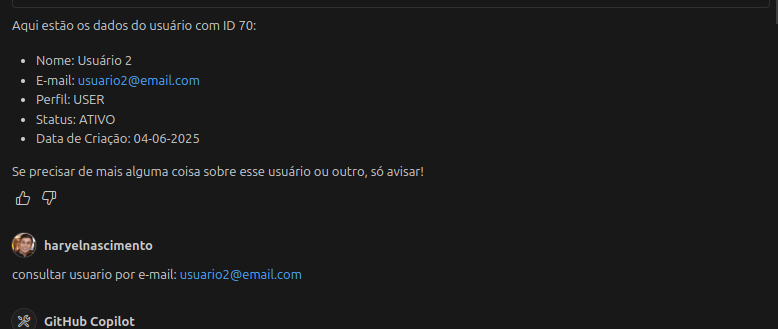 Aqui estão os dados do usuário com ID 70:
Nome: Usuário 2
E-mail: usuario2@email.com
Perfil: USER
Status: ATIVO
Data de Criação: 04-06-2025
Se precisar de mais alguma coisa sobre esse usuário ou outro, só avisar!
haryelnascimento
consultar usuario por e-mail: usuario2@email.com
GitHub Copilot